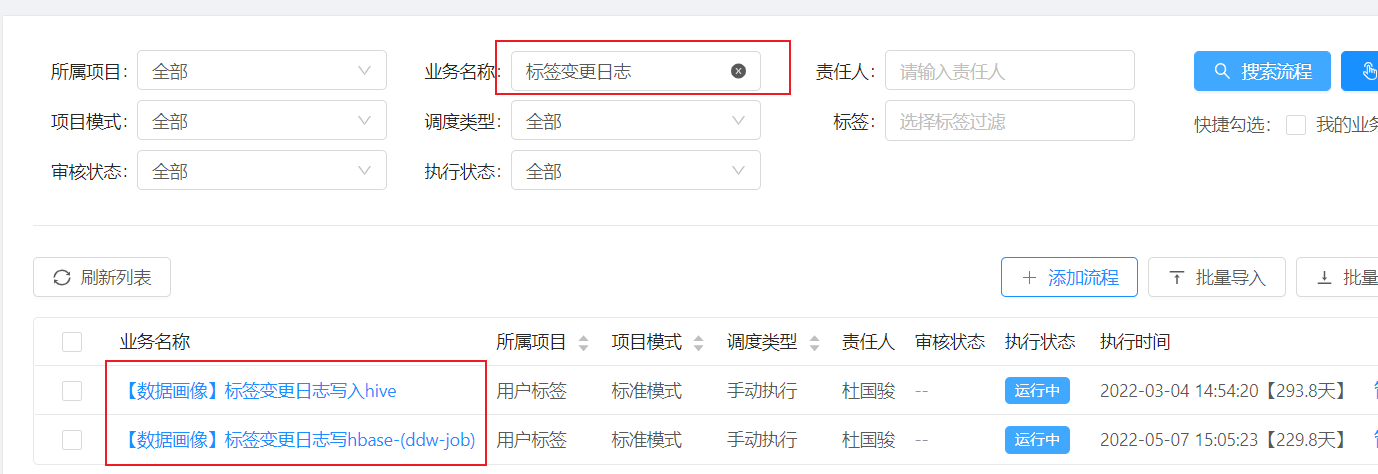 所属项目： 全部 业务名称： 标签变更日志 责任人： 请输入责任人 搜索流程
项目模式： 全部 调度类型： 全部 标签： 选择标签过滤 快捷勾选： 我的业务
审核状态： 全部 执行状态： 全部
刷新列表 添加流程 批量导入 批量
业务名称 所属项目 项目模式 调度类型 责任人 审核状态 执行状态 执行时间
【数据画像】标签变更日志写入hive 用户标签 标准模式 手动执行 杜国骏 -- 运行中 2022-03-04 14:54:20【293.8天】
【数据画像】标签变更日志写hbase-(ddw-job) 用户标签 标准模式 手动执行 杜国骏 -- 运行中 2022-05-07 15:05:23【229.8天】